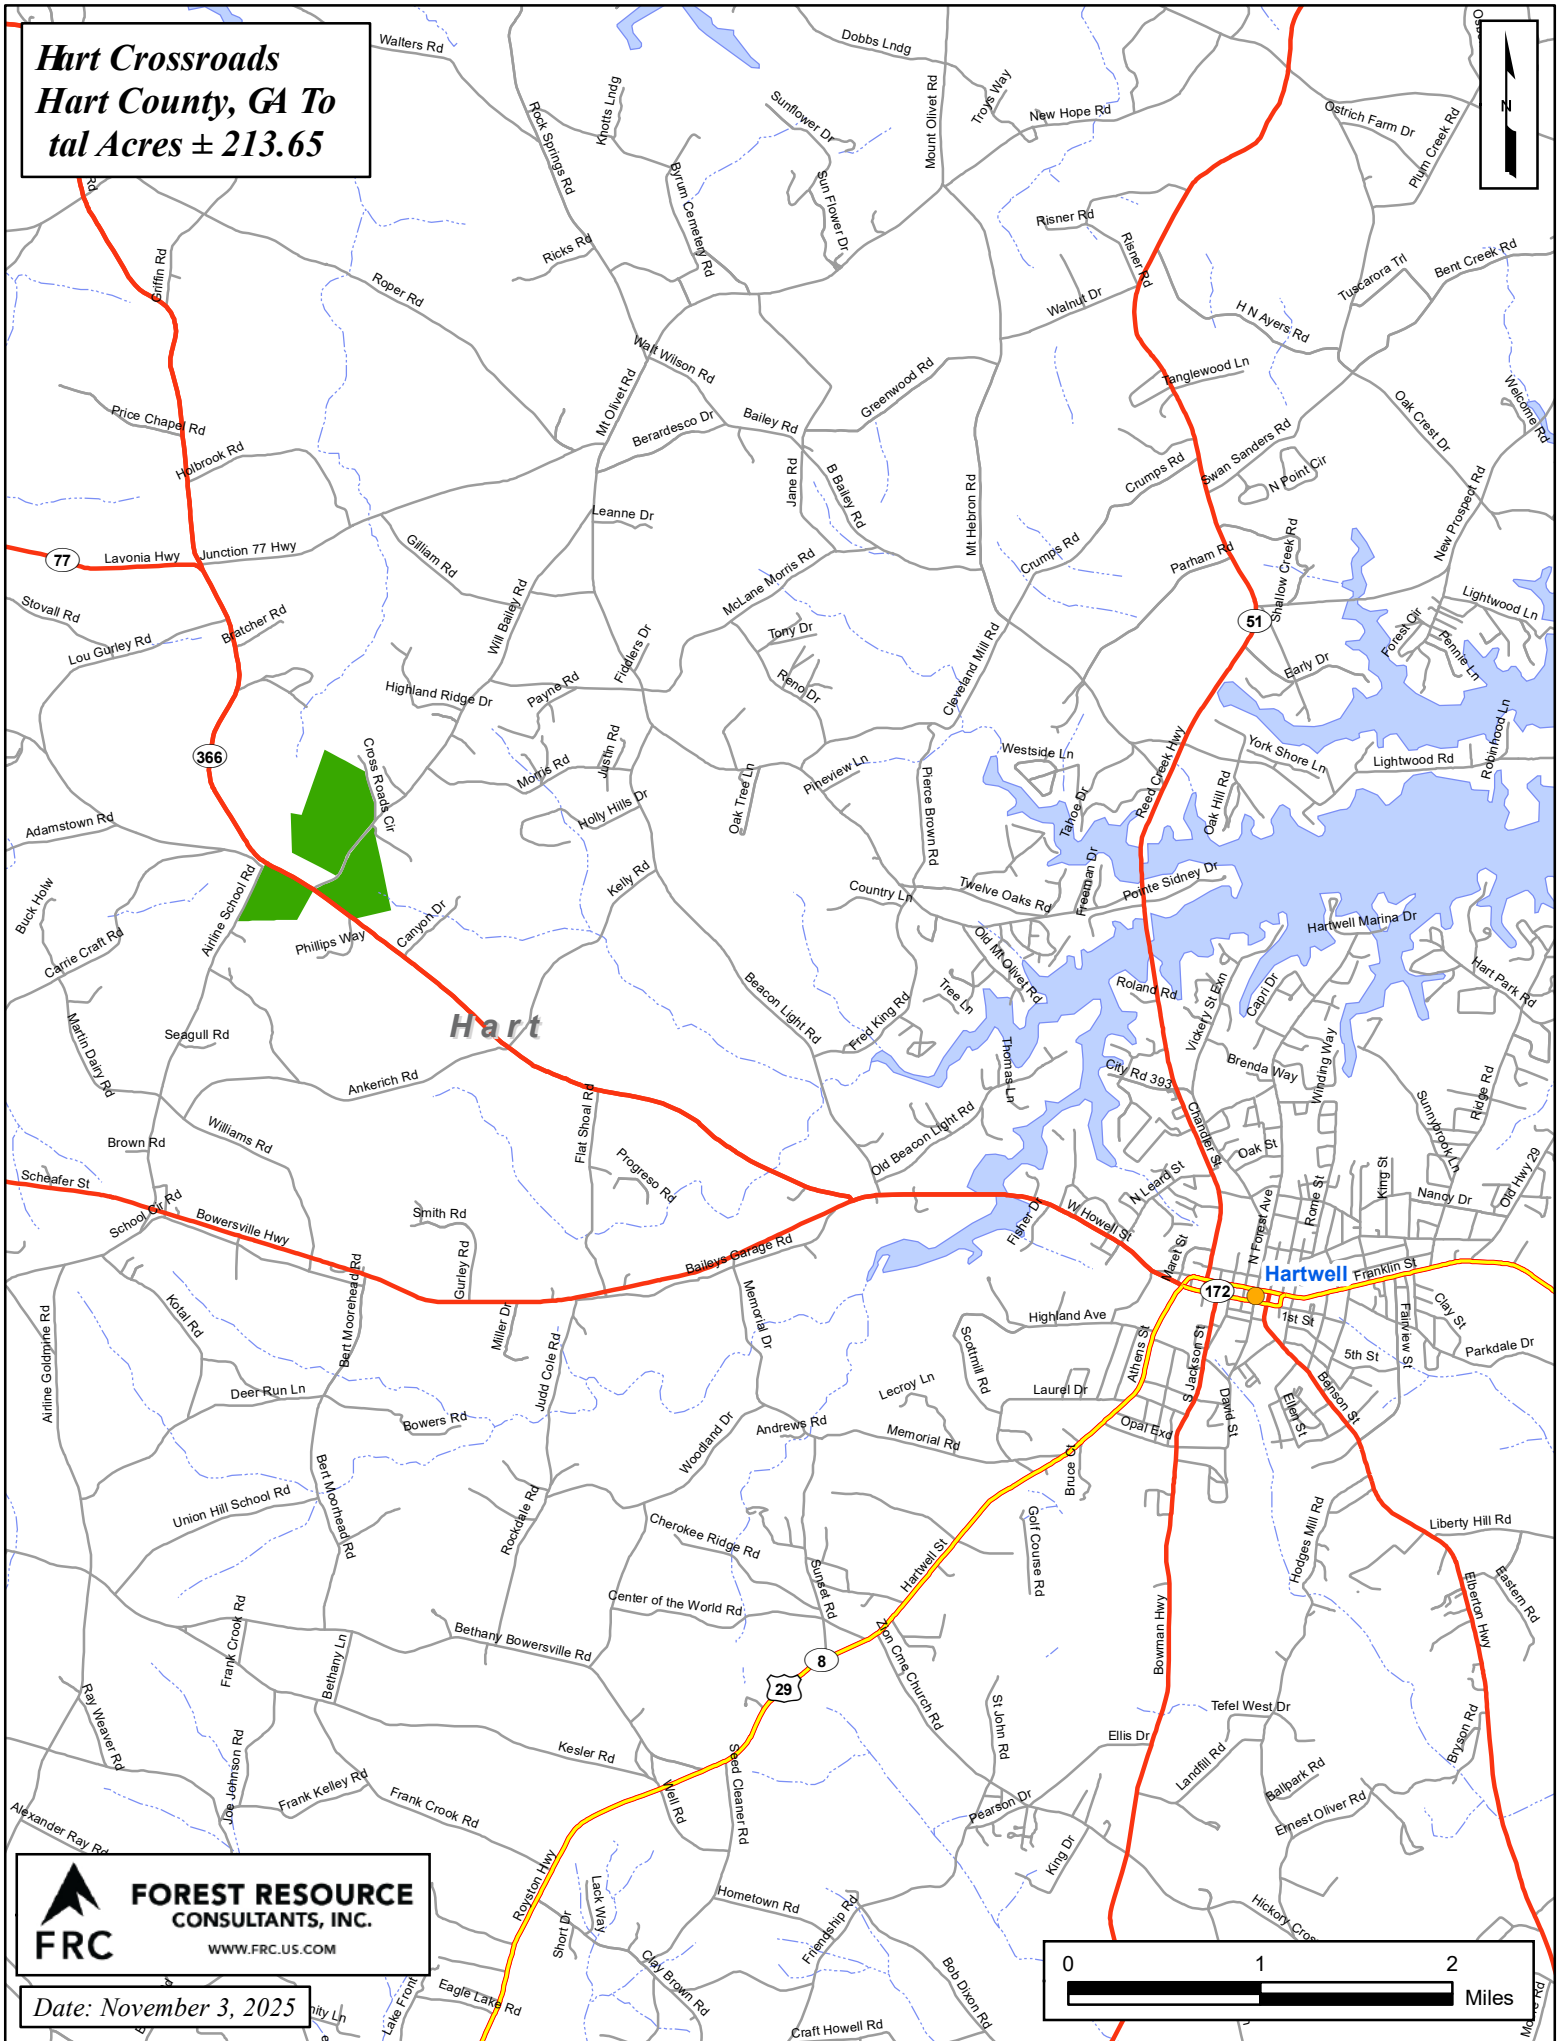 Hart Crossroads
Hart County, GA To
tal Acres ± 213.65
Walters Rd
Dobbs Lndg
Troys Way
New Hope Rd
Ostrich Farm Dr
Plum Creek Rd
N
Rd
Rock Springs Rd
Knotts Lndg
Sunflower Dr
Mount Olivet Rd
Byrum Cemetery Rd
Sun Flower Dr
Risner Rd
Risner Rd
Griffin Rd
Roper Rd
Ricks Rd
Walnut Dr
H N Ayers Rd
Tuscarora Trl
Bent Creek Rd
Walt Wilson Rd
Mt Olivet Rd
Greenwood Rd
Tanglewood Ln
Oak Crest Dr
Welcome Rd
Price Chapel Rd
Holbrook Rd
Berardesco Dr
Bailey Rd
Jane Rd
B Bailey Rd
Mt Hebron Rd
Crumps Rd
Swan Sanders Rd
N Point Cir
New Prospect Rd
Leanne Dr
77
Lavonia Hwy
Junction 77 Hwy
Gilliam Rd
Will Bailey Rd
McLane Morris Rd
Crumps Rd
Parham Rd
Shallow Creek Rd
51
Lightwood Ln
Stovall Rd
Lou Gurley Rd
Bratcher Rd
Fiddlers Dr
Tony Dr
Reno Dr
Cleveland Mill Rd
Early Dr
Forest Cir
Pennie Ln
Highland Ridge Dr
Payne Rd
366
Cross Roads Cir
Morris Rd
Justin Rd
Holly Hills Dr
Oak Tree Ln
Pineview Ln
Pierce Brown Rd
Westside Ln
Tahoe Dr
Reed Creek Hwy
Oak Hill Rd
York Shore Ln
Lightwood Rd
Robinhood Ln
Adamstown Rd
Airline School Rd
Buck Holw
Carrie Craft Rd
Phillips Way
Canyon Dr
Kelly Rd
Country Ln
Twelve Oaks Rd
Freeman Dr
Pointe Sidney Dr
Hartwell Marina Dr
Old Mt Olivet Rd
Tree Ln
Roland Rd
Vickery St Exn
Capri Dr
Hart Park Rd
Martin Dairy Rd
Seagull Rd
Hart
Beacon Light Rd
Fred King Rd
Thomas Ln
City Rd 393
Brenda Way
Winding Way
Sunnybrook Ln
Ridge Rd
Ankerich Rd
Flat Shoal Rd
Old Beacon Light Rd
Chandler St
Brown Rd
Williams Rd
Progreso Rd
Oak St
N Leard St
N Forest Ave
Rome St
King St
Nancy Dr
Old Hwy 29
Scheafer St
School Cir Rd
Bowersville Hwy
Smith Rd
Gurley Rd
Baileys Garage Rd
Fisher Dr
W Howell St
Maret St
Hartwell
Franklin St
172
1st St
Airline Goldmine Rd
Kotal Rd
Bert Moorehead Rd
Miller Dr
Judd Cole Rd
Memorial Dr
Highland Ave
Athens St
S Jackson St
Fairview St
Clay St
Parkdale Dr
5th St
Scottmill Rd
Lecroy Ln
Laurel Dr
David St
Ellen St
Benson St
Deer Run Ln
Bowers Rd
Woodland Dr
Andrews Rd
Memorial Rd
Opal Exd
Bruce Ct
Bert Moorhead Rd
Union Hill School Rd
Rockdale Rd
Cherokee Ridge Rd
Sunset Rd
Hartwell St
Golf Course Rd
Hodges Mill Rd
Liberty Hill Rd
Eastern Rd
Elberton Hwy
Center of the World Rd
Frank Crook Rd
Bethany Ln
Bethany Bowersville Rd
8
29
Zion Cme Church Rd
Bowman Hwy
St John Rd
Tefel West Dr
Ellis Dr
Landfill Rd
Ballpark Rd
Ernest Oliver Rd
Bryson Rd
Ray Weaver Rd
Joe Johnson Rd
Frank Kelley Rd
Frank Crook Rd
Kesler Rd
Well Rd
Seed Cleaner Rd
Pearson Dr
King Dr
Alexander Ray Rd
FRC
FOREST RESOURCE
CONSULTANTS, INC.
WWW.FRC.US.COM
Royston Hwy
Short Dr
Lack Way
Hometown Rd
Friendship Rd
Clay Brown Rd
Bob Dixon Rd
Craft Howell Rd
Hickory Cros
Eagle Lake Rd
Lake Front
nity Ln
Date: November 3, 2025
0 1 2
Miles